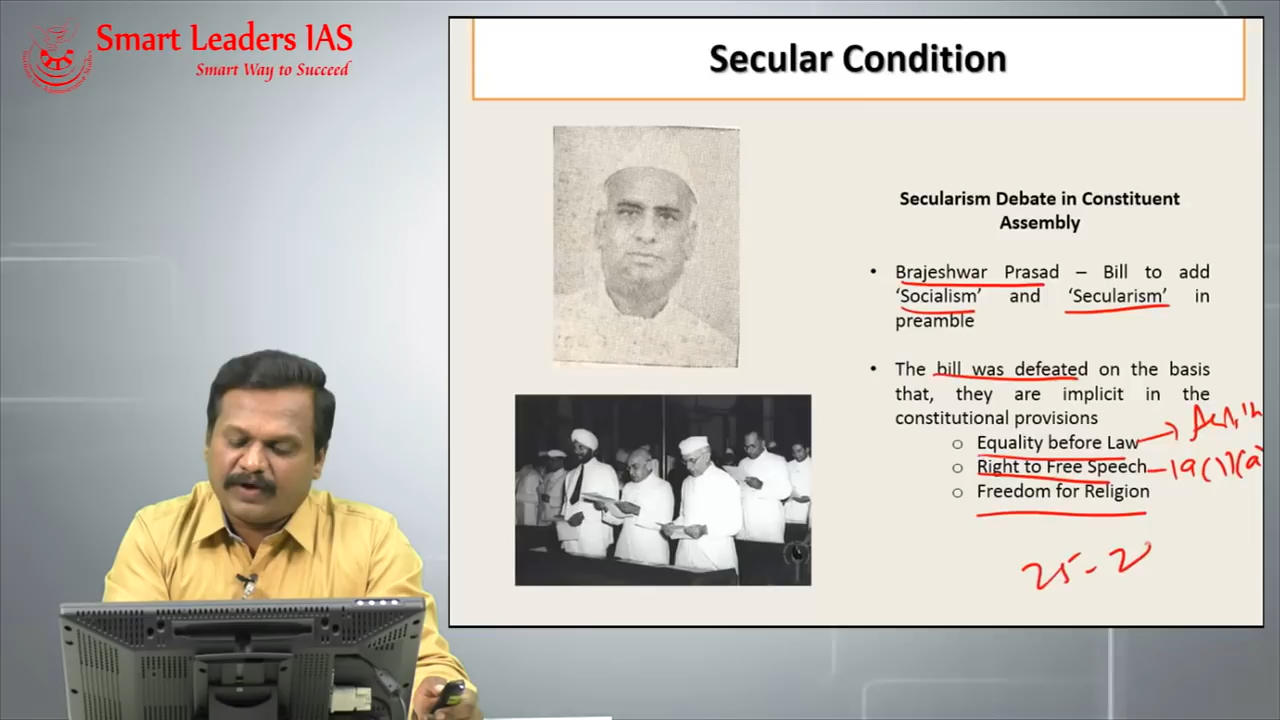 Smart Leaders IAS
Smart Way to Succeed
Secular Condition
Secularism Debate in Constituent
Assembly
• Brajeshwar Prasad – Bill to add
‘Socialism’ and ‘Secularism’ in
preamble
• The bill was defeated on the basis
that, they are implicit in the
constitutional provisions
o Equality before Law
o Right to Free Speech – 19(1)(a)
o Freedom for Religion
25-2